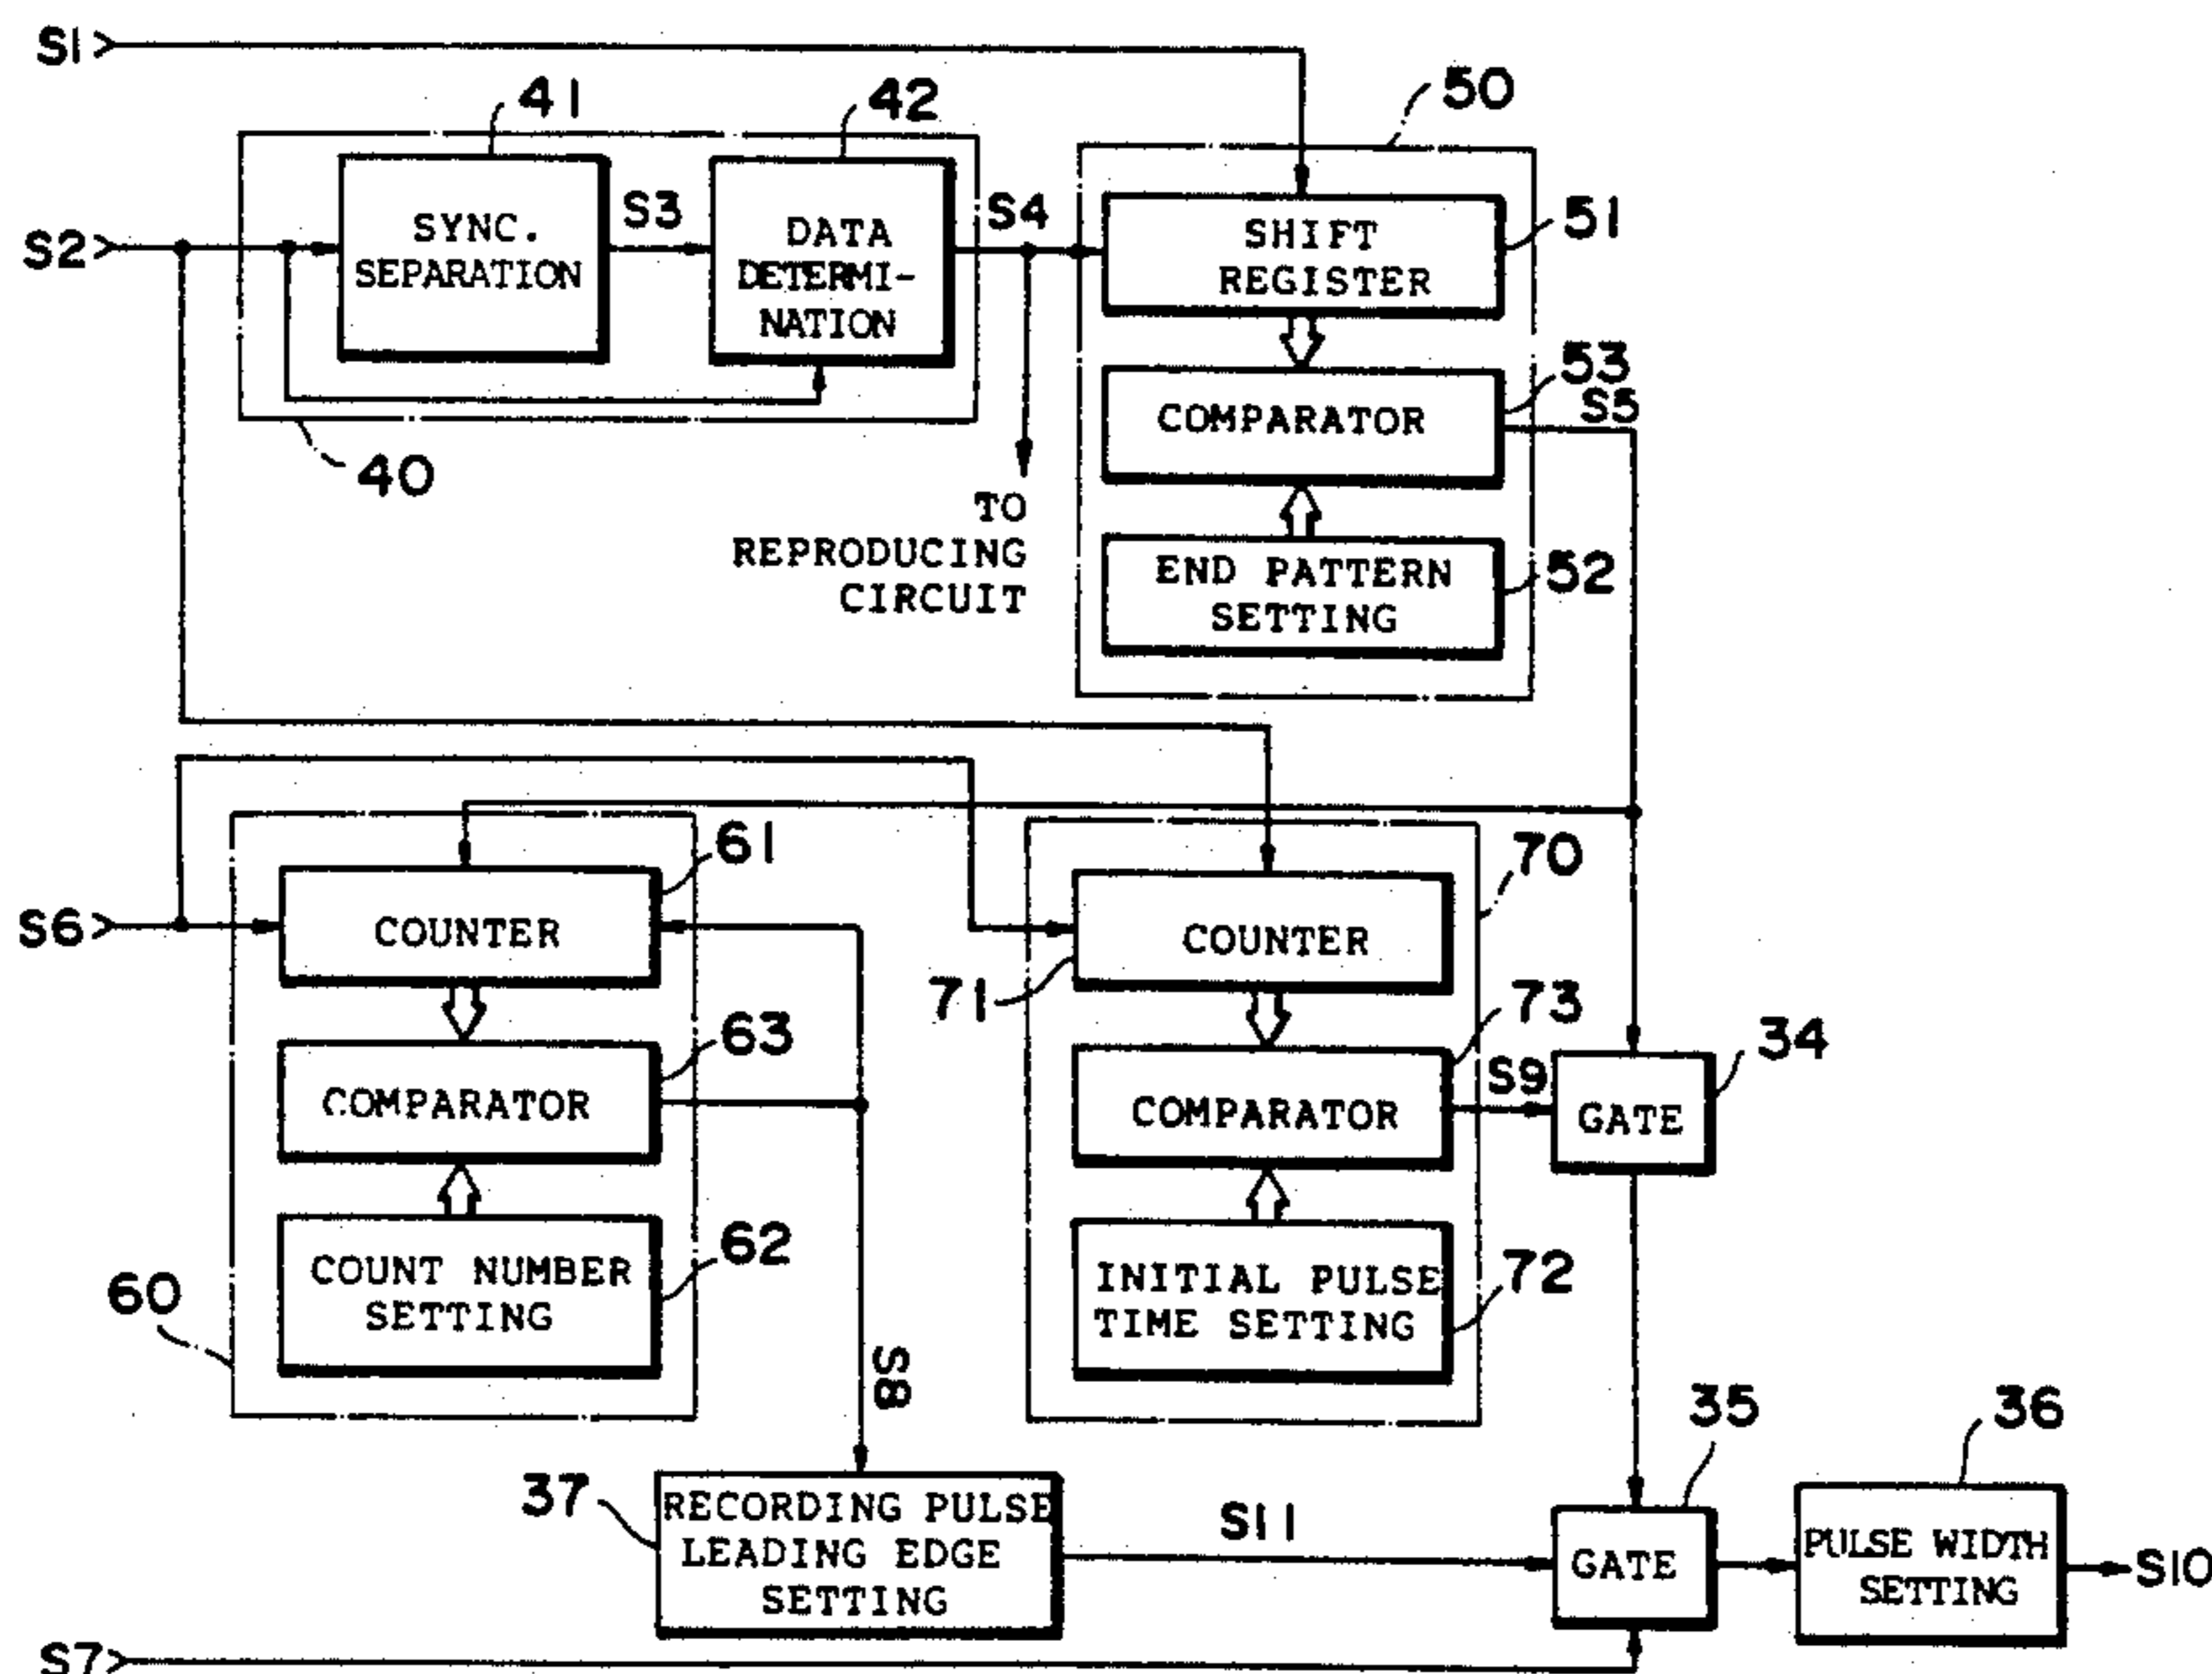 S1
41
42
50
S2
SYNC.
SEPARATION
S3
DATA
DETERMI-
NATION
S4
SHIFT
REGISTER
51
COMPARATOR
53
S5
40
TO
REPRODUCING
CIRCUIT
END PATTERN
SETTING
52
61
70
S6
COUNTER
COUNTER
71
63
73
34
COMPARATOR
COMPARATOR
S9
GATE
62
72
60
COUNT NUMBER
SETTING
INITIAL PULSE
TIME SETTING
S8
35
36
37
RECORDING PULSE
LEADING EDGE
SETTING
S11
GATE
PULSE WIDTH
SETTING
S10
S7